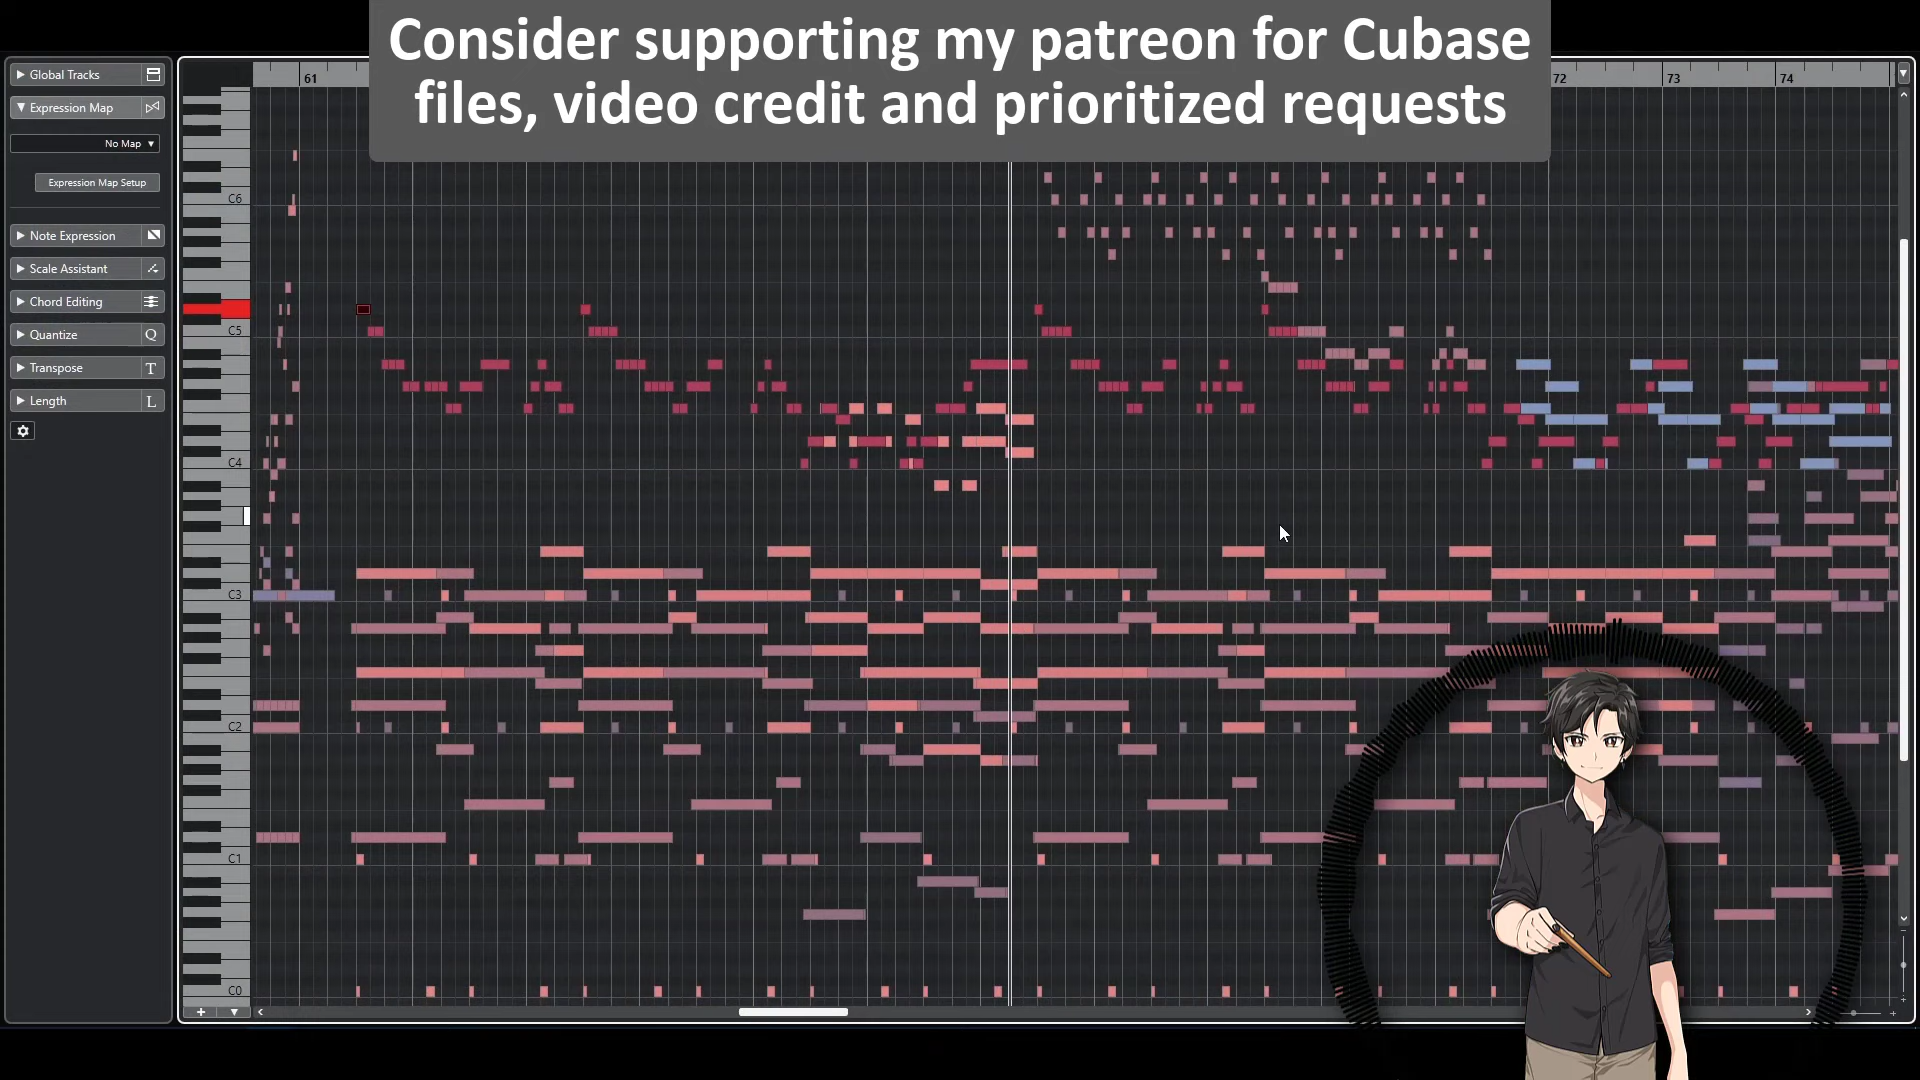 Consider supporting my patreon for Cubase
files, video credit and prioritized requests
Global Tracks
61
72
73
74
Expression Map
No Map
Expression Map Setup
C6
Note Expression
Scale Assistant
Chord Editing
C5
Quantize Q
Transpose T
Length L
C4
C3
C2
C1
C0